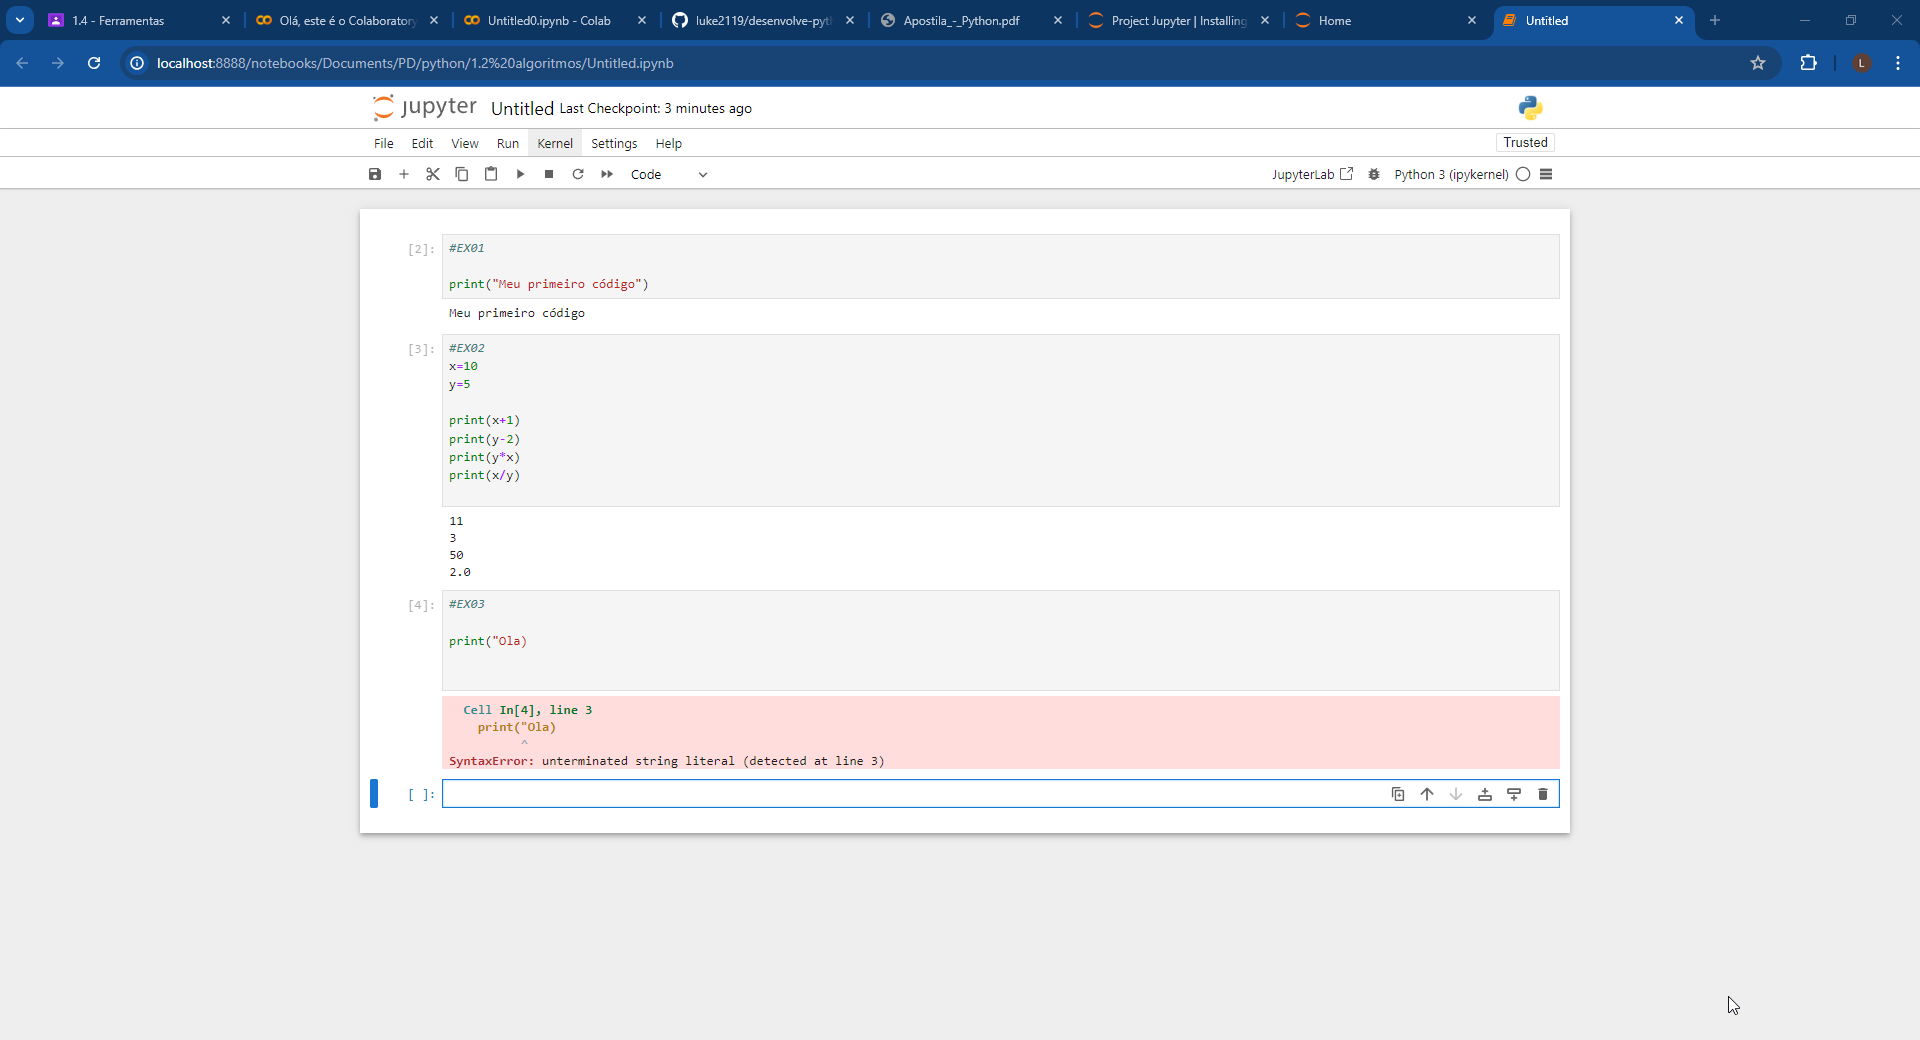 1.4 - Ferramentas
Olá, este é o Colaboratory
Untitled0.ipynb - Colab
luke2119/desenvolve-pyth
Apostila_-_Python.pdf
Project Jupyter | Installing
Home
Untitled
localhost:8888/notebooks/Documents/PD/python/1.2%20algoritmos/Untitled.ipynb
L
jupyter Untitled Last Checkpoint: 3 minutes ago
File Edit View Run Kernel Settings Help
Trusted
Code
JupyterLab
Python 3 (ipykernel)
[2]:
#EX01
print("Meu primeiro código")
Meu primeiro código
[3]:
#EX02
x=10
y=5
print(x+1)
print(y-2)
print(y*x)
print(x/y)
11
3
50
2.0
[4]:
#EX03
print("Ola)
Cell In[4], line 3
print("Ola)
^
SyntaxError: unterminated string literal (detected at line 3)
[ ]: